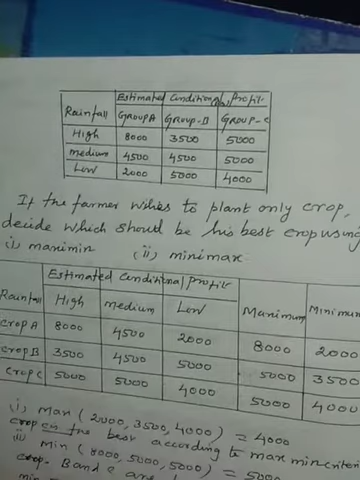 Estimated Conditional Profit
Rainfall GROUP A GROUP-B GROUP-C
High 8000 3500 5000
medium 4500 4500 5000
Low 2000 5000 4000
If the farmer wishes to plant only crop,
decide which should be his best crop using
(i) maximin (ii) minimax
Estimated Conditional Profit
Rainfall High medium Low Maximum Minimum
Crop A 8000 4500 2000 8000 2000
crop B 3500 4500 5000 5000 3500
crop C 5000 5000 4000 5000 4000
(i) Max (2000, 3500, 4000) = 4000
the best according to max min criteri
(ii) Min (8000, 5000, 5000) = 5000
crop. B and C are